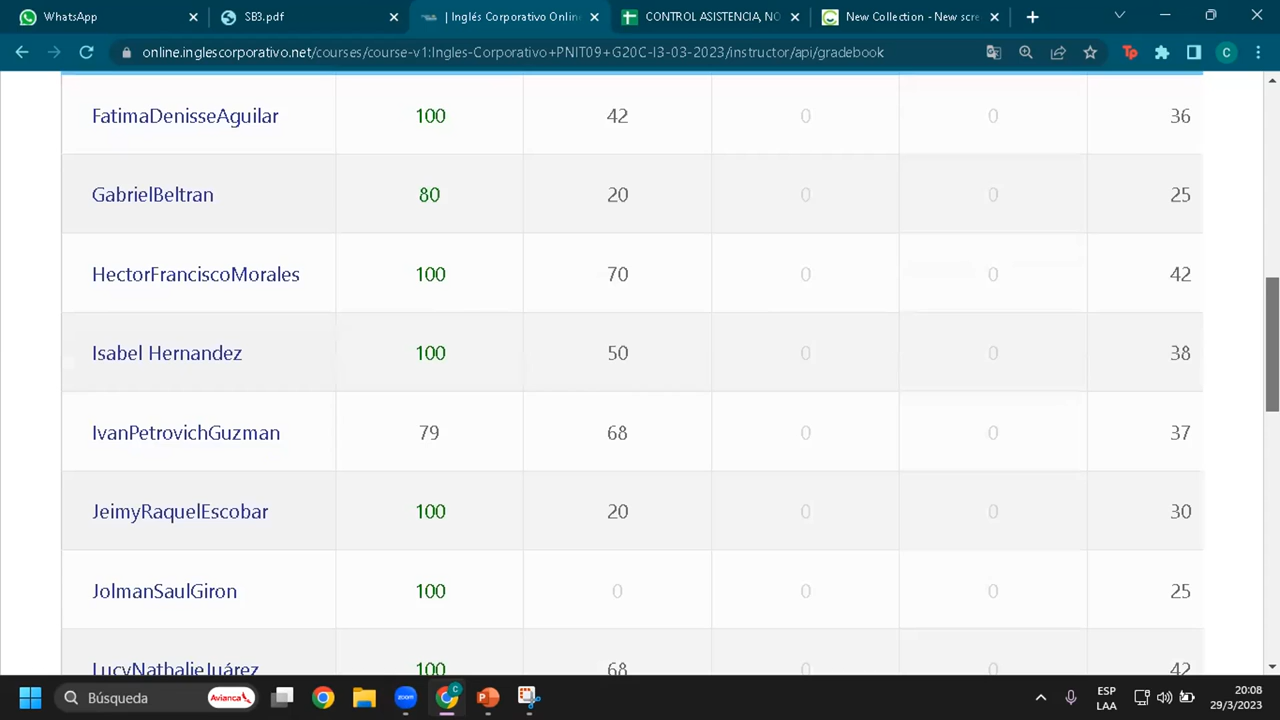 WhatsApp
SB3.pdf
| Inglés Corporativo Online
CONTROL ASISTENCIA, NO
New Collection - New scre
online.inglescorporativo.net/courses/course-v1:Ingles-Corporativo+PNIT09+G20C-I3-03-2023/instructor/api/gradebook
FatimaDenisseAguilar 100 42 0 0 36
GabrielBeltran 80 20 0 0 25
HectorFranciscoMorales 100 70 0 0 42
Isabel Hernandez 100 50 0 0 38
IvanPetrovichGuzman 79 68 0 0 37
JeimyRaquelEscobar 100 20 0 0 30
JolmanSaulGiron 100 0 0 0 25
LucyNathalieJuárez 100 68 0 0 42
Búsqueda
Avianca
zoom
ESP
LAA
20:08
29/3/2023